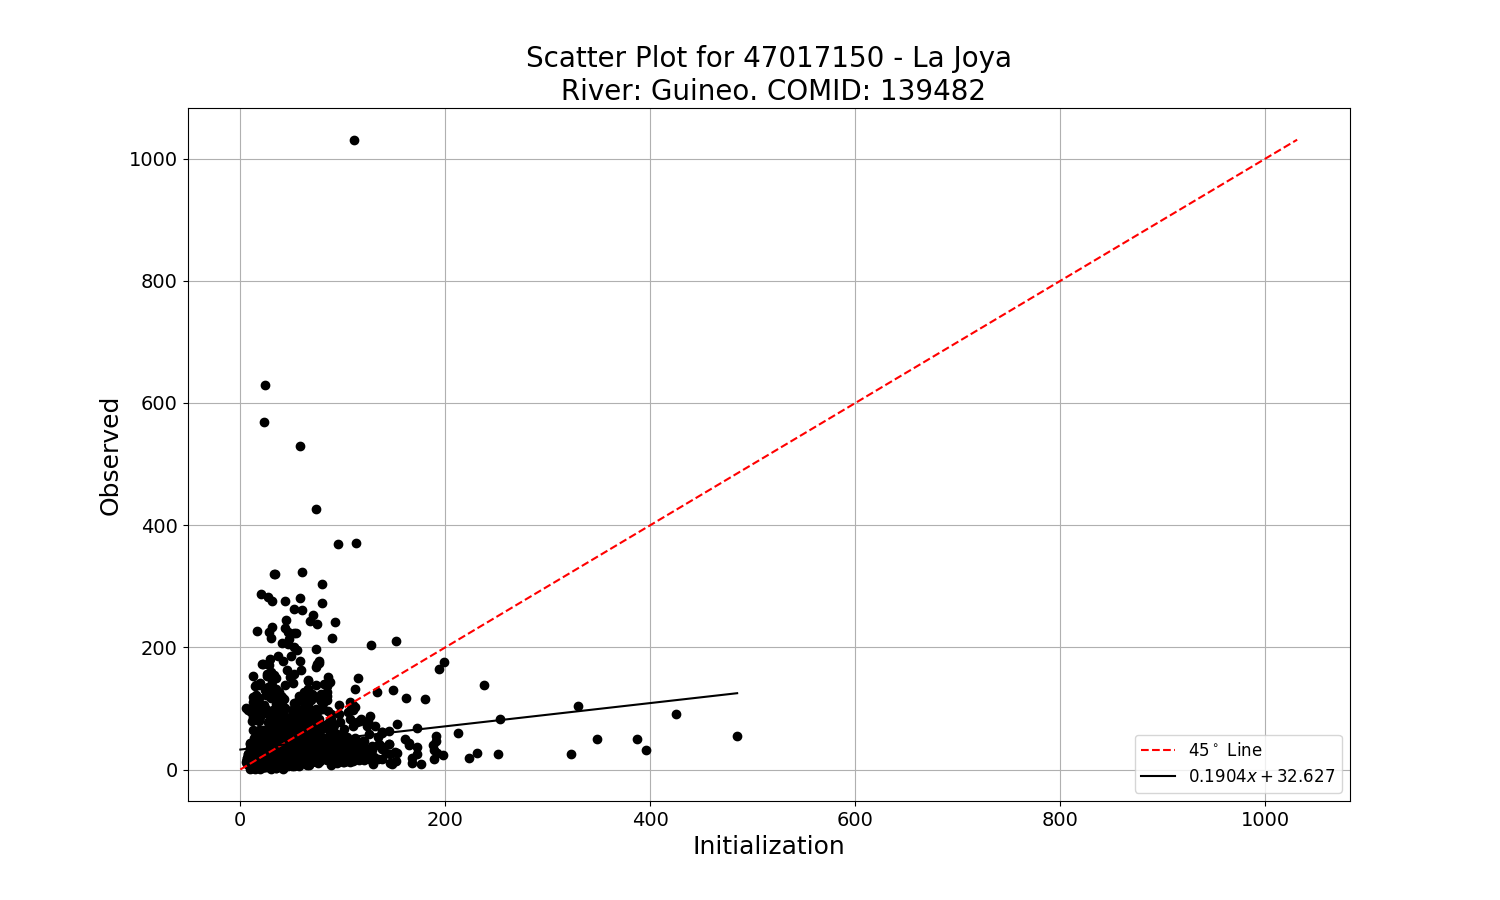 Scatter Plot for 47017150 - La Joya
River: Guineo. COMID: 139482
1000
800
600
400
200
0
Observed
0 200 400 600 800 1000
Initialization
45° Line
0.1904x + 32.627